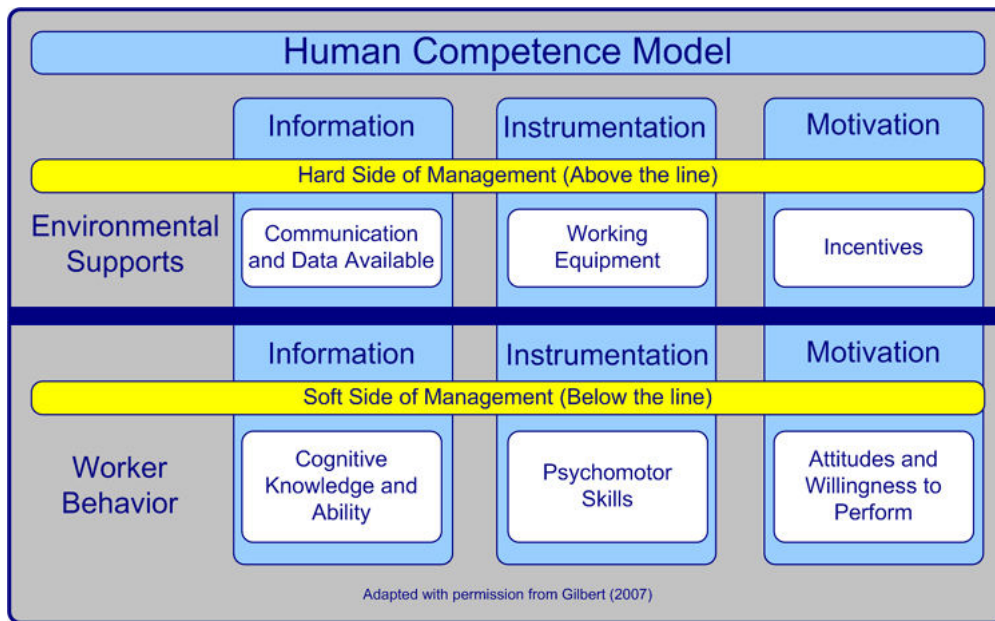 Human Competence Model
Information
Instrumentation
Motivation
Hard Side of Management (Above the line)
Environmental
Supports
Communication
and Data Available
Working
Equipment
Incentives
Information
Instrumentation
Motivation
Soft Side of Management (Below the line)
Worker
Behavior
Cognitive
Knowledge and
Ability
Psychomotor
Skills
Attitudes and
Willingness to
Perform
Adapted with permission from Gilbert (2007)